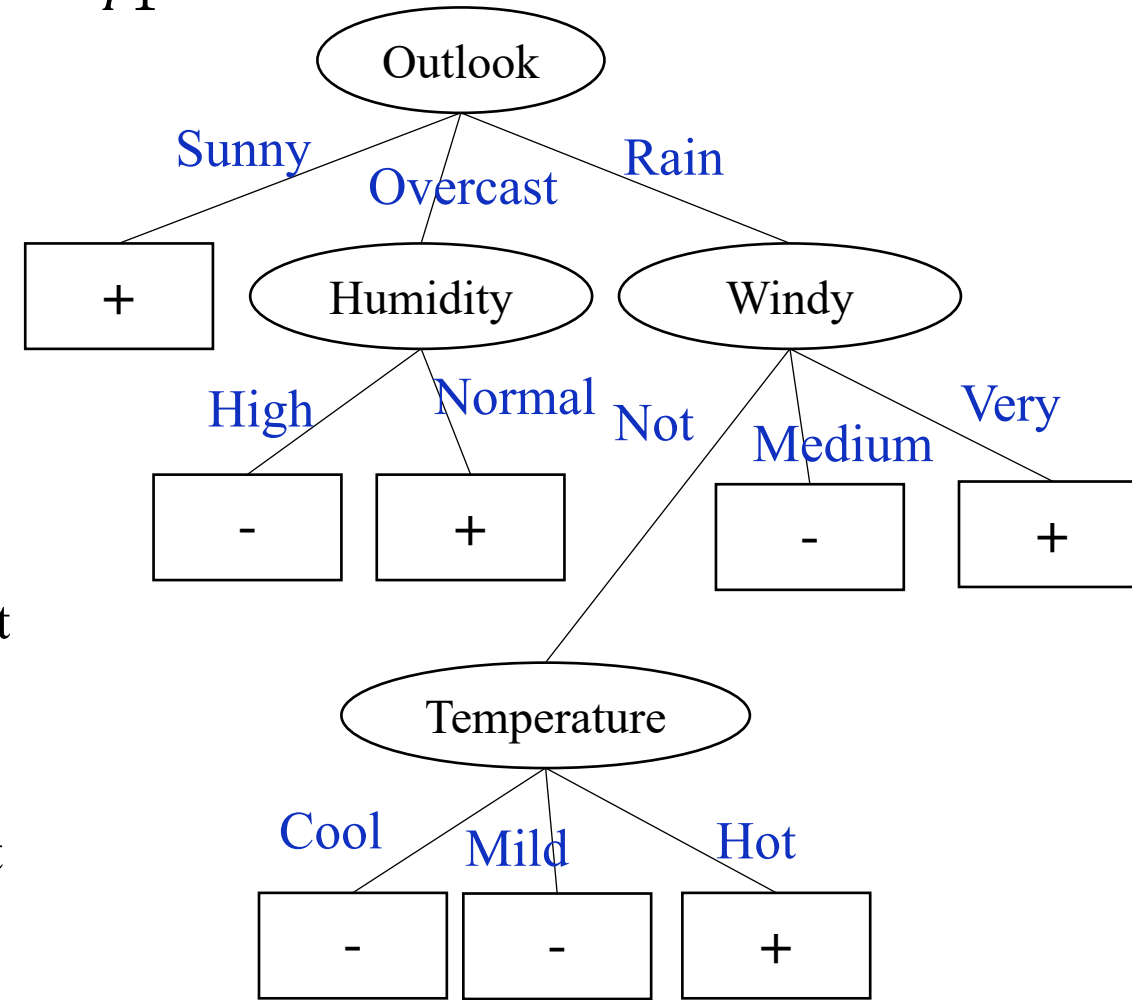 Outlook
Sunny
Overcast
Rain
+
Humidity
Windy
High
Normal
Not
Medium
Very
-
+
-
+
t
Temperature
Cool
Mild
Hot
t
-
-
+